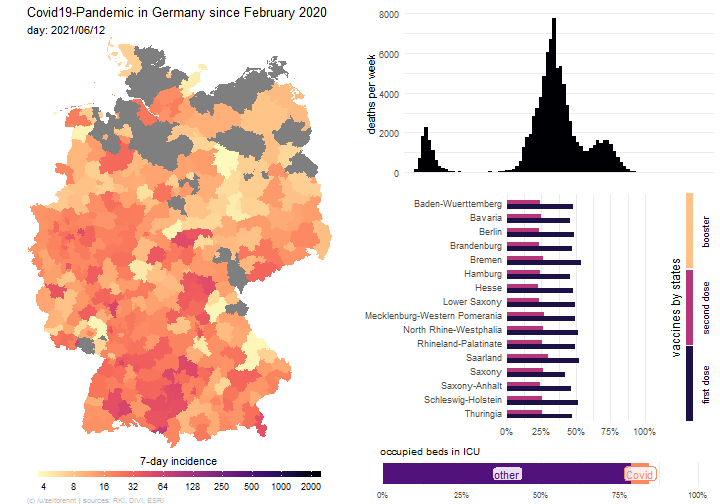 Covid19-Pandemic in Germany since February 2020
day: 2021/06/12
7-day incidence
4 8 16 32 64 125 250 500 1000 2000
(c) /u/zeitbrennt | sources: RKI, DIVI, ESRI
deaths per week
8000
6000
4000
2000
0
Baden-Wuerttemberg
Bavaria
Berlin
Brandenburg
Bremen
Hamburg
Hesse
Lower Saxony
Mecklenburg-Western Pomerania
North Rhine-Westphalia
Rhineland-Palatinate
Saarland
Saxony
Saxony-Anhalt
Schleswig-Holstein
Thuringia
0% 25% 50% 75% 100%
vaccines by states
booster
second dose
first dose
occupied beds in ICU
other
Covid
0% 25% 50% 75% 100%